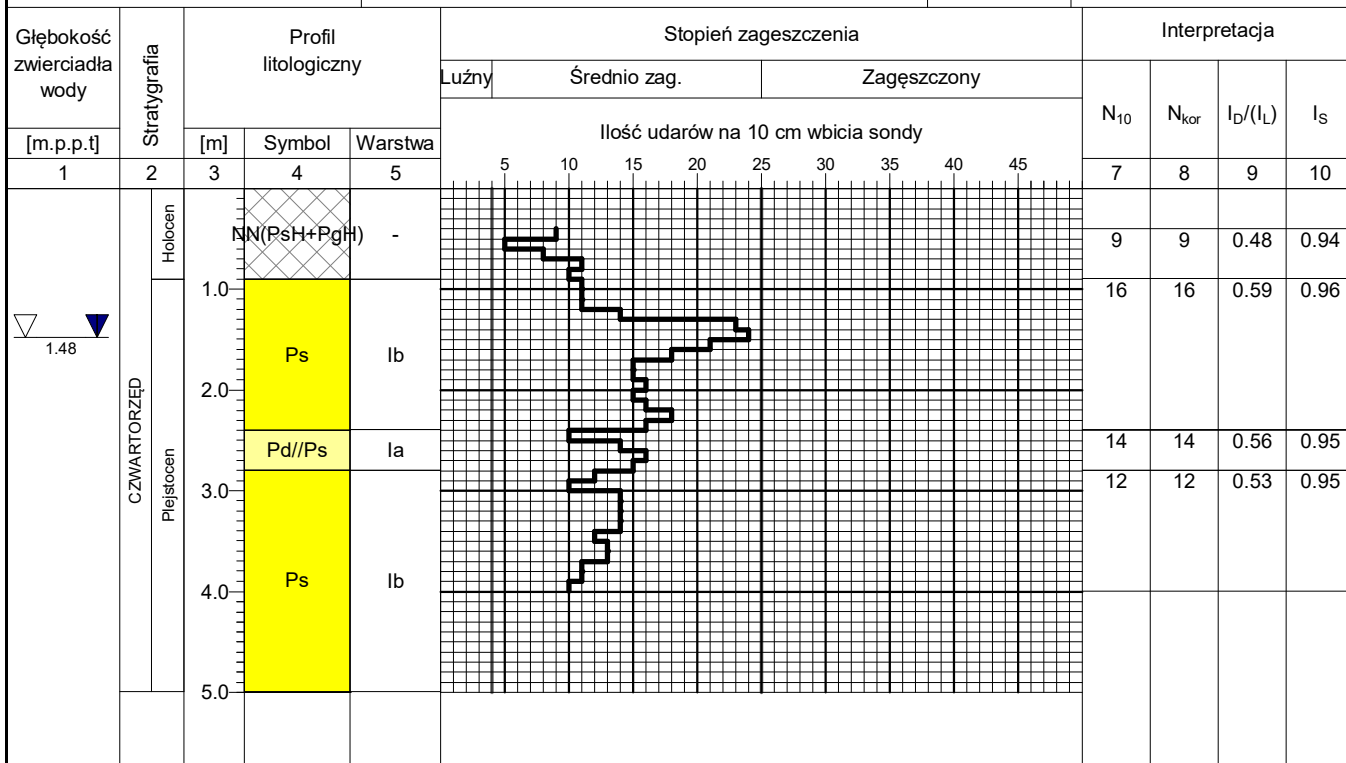 Głębokość
zwierciadła
wody
Stratygrafia
Profil
litologiczny
Stopień zageszczenia
Interpretacja
Luźny
Średnio zag.
Zagęszczony
N10
Nkor
ID/(IL)
IS
Ilość udarów na 10 cm wbicia sondy
[m.p.p.t]
[m]
Symbol
Warstwa
5 10 15 20 25 30 35 40 45
1 2 3 4 5 7 8 9 10
Holocen
NN(PsH+PgH) -
9 9 0.48 0.94
1.0
16 16 0.59 0.96
1.48
Ps Ib
2.0
CZWARTORZĘD
Plejstocen
Pd//Ps Ia
14 14 0.56 0.95
12 12 0.53 0.95
3.0
Ps Ib
4.0
5.0